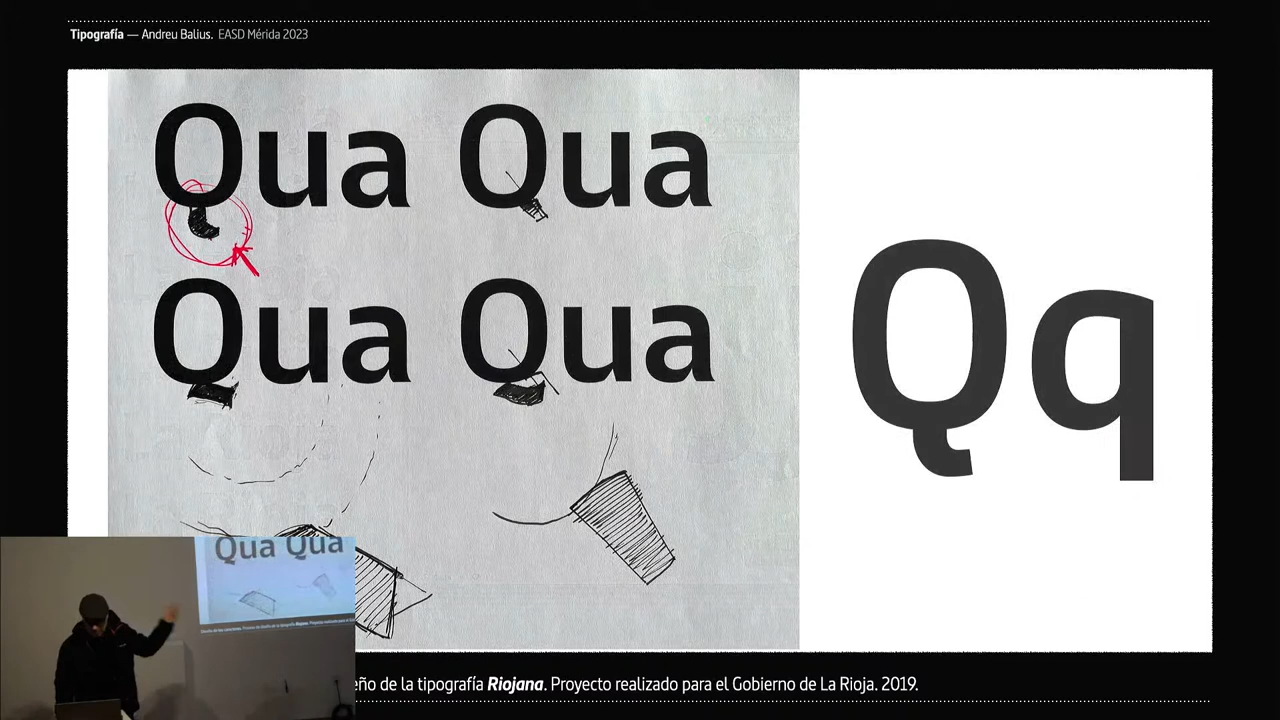 Tipografía — Andreu Balius. EASD Mérida 2023
Qua Qua
Qua Qua
Qq
Qua Qua
eño de la tipografía Riojana. Proyecto realizado para el Gobierno de La Rioja. 2019.